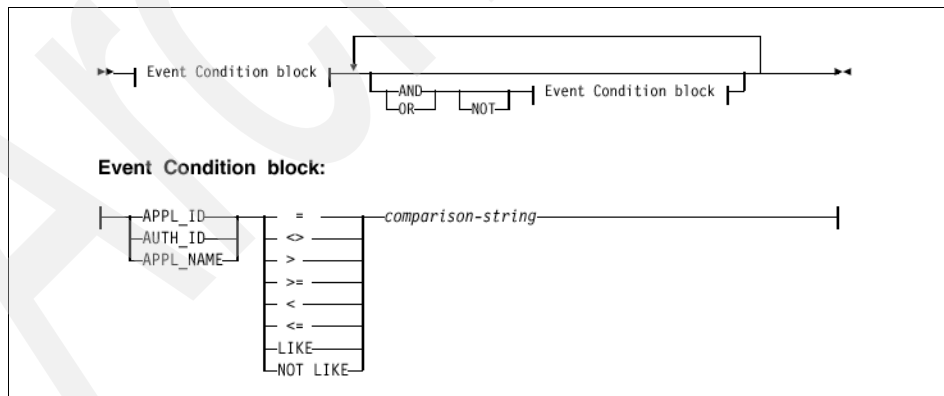 Event Condition block
AND
Event Condition block
OR
NOT
Event Condition block:
APPL_ID = comparison-string
AUTH_ID <>
APPL_NAME >
>=
<
<=
LIKE
NOT LIKE